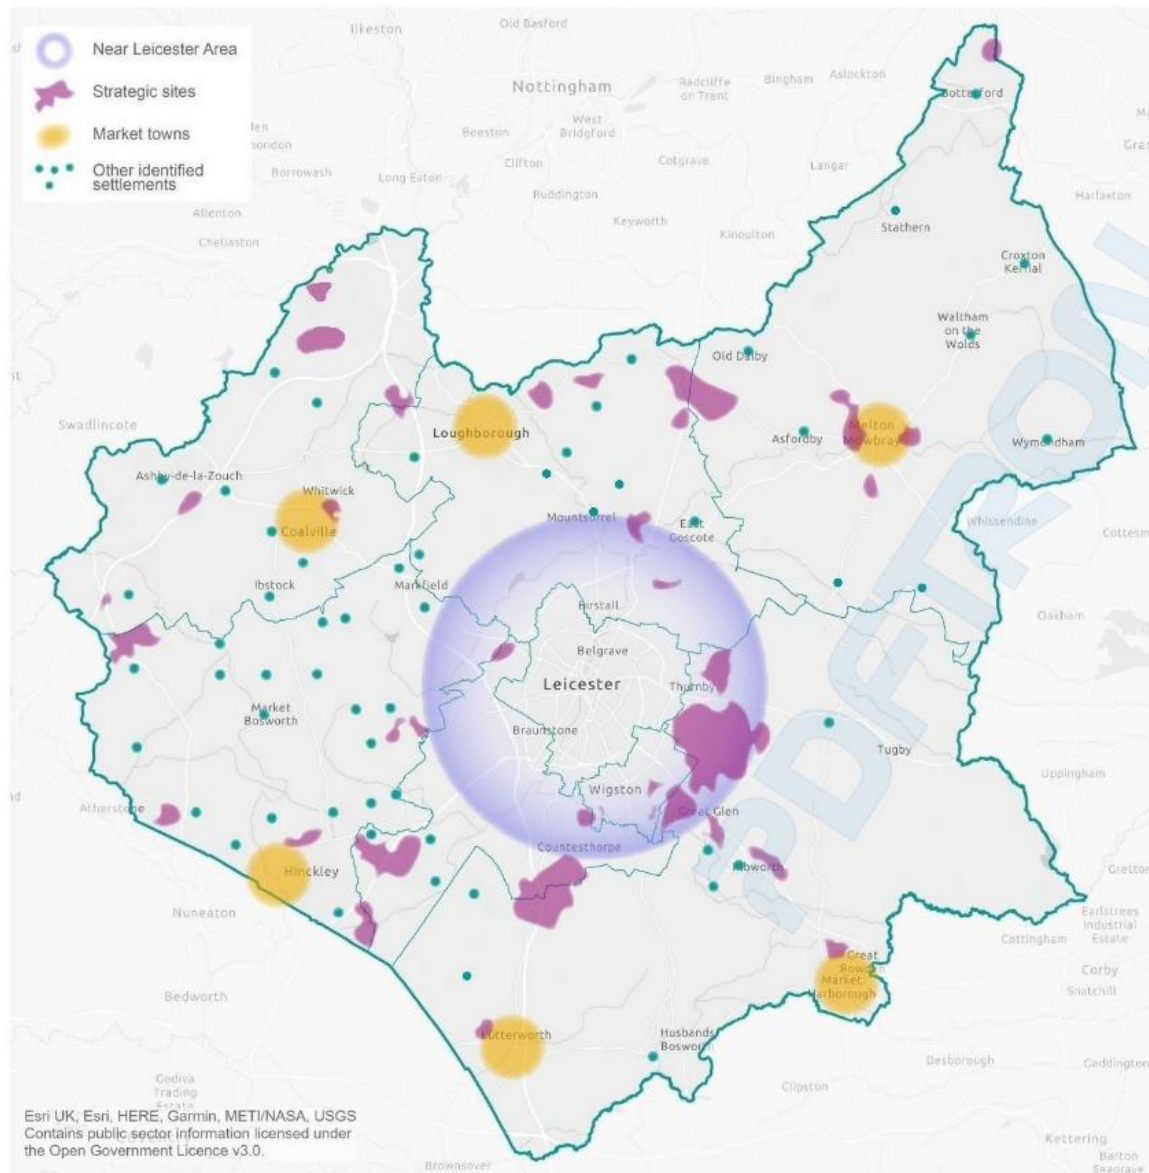 Near Leicester Area
Strategic sites
Market towns
Other identified
settlements
Ilkeston
Old Basford
Nottingham
Radcliffe
on Trent
Bingham
Aslockton
Bottesford
Beeston
West
Bridgford
Borrowash
Long Eaton
Clifton
Cotgrave
Langar
Ruddington
Harlaxton
Allenton
Keyworth
Kinoulton
Stathern
Chellaston
Croxton
Kerrial
Waltham
on the
Wolds
Old Dalby
Swadlincote
Loughborough
Asfordby
Melton
Mowbray
Wymondham
Ashby-de-la-Zouch
Whitwick
Coalville
Mountsorrel
East
Goscote
Whissendine
Cottesm
Ibstock
Markfield
Birstall
Oakham
Belgrave
Leicester
Thurnby
Market
Bosworth
Braunstone
Tugby
Uppingham
Atherstone
Wigston
Great Glen
Countesthorpe
Kibworth
Hinckley
Gretton
Nuneaton
Earlstrees
Industrial
Estate
Cottingham
Great
Bowden
Market
Harborough
Corby
Snatchill
Bedworth
Lutterworth
Husbands
Bosworth
Desborough
Geddington
Godiva
Trading
Estate
Clipston
Esri UK, Esri, HERE, Garmin, METI/NASA, USGS
Contains public sector information licensed under
the Open Government Licence v3.0.
Kettering
Brownsover
Barton
Seagrave
PDFTRON